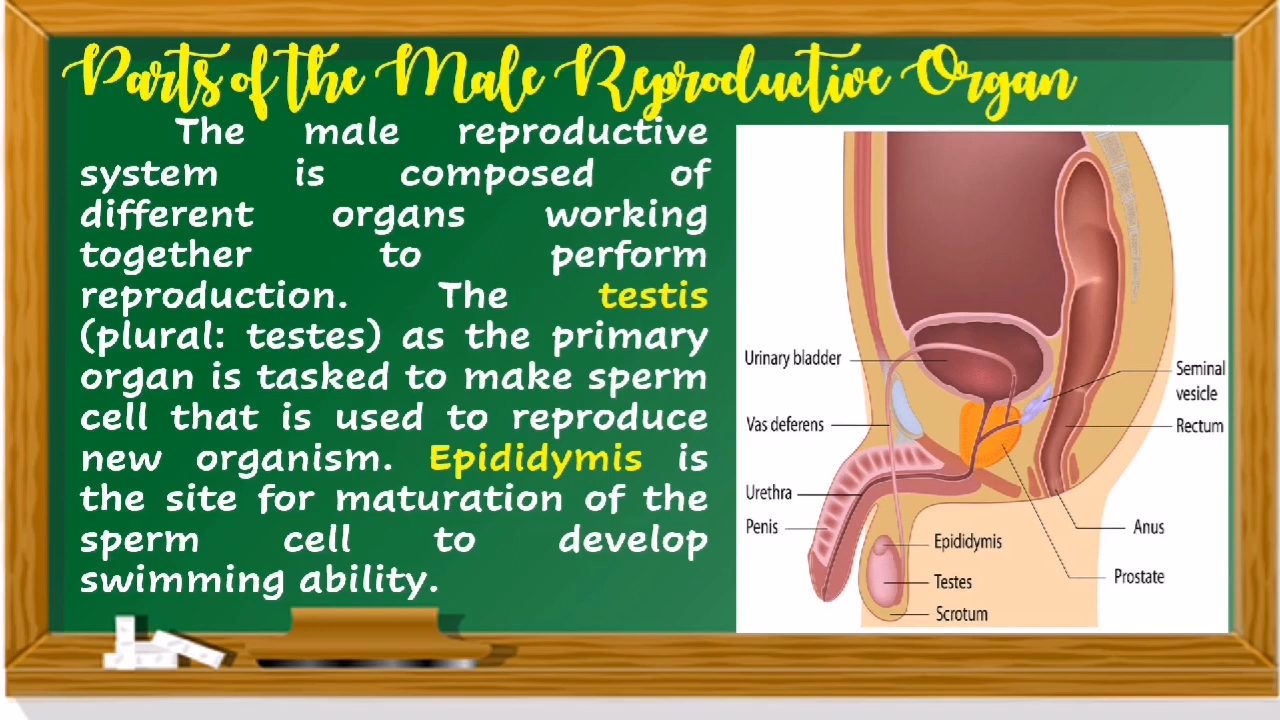 Parts of the Male Reproductive Organ
The male reproductive
system is composed of
different organs working
together to perform
reproduction. The testis
(plural: testes) as the primary
organ is tasked to make sperm
cell that is used to reproduce
new organism. Epididymis is
the site for maturation of the
sperm cell to develop
swimming ability.
Urinary bladder
Vas deferens
Urethra
Penis
Epididymis
Testes
Scrotum
Seminal
vesicle
Rectum
Anus
Prostate